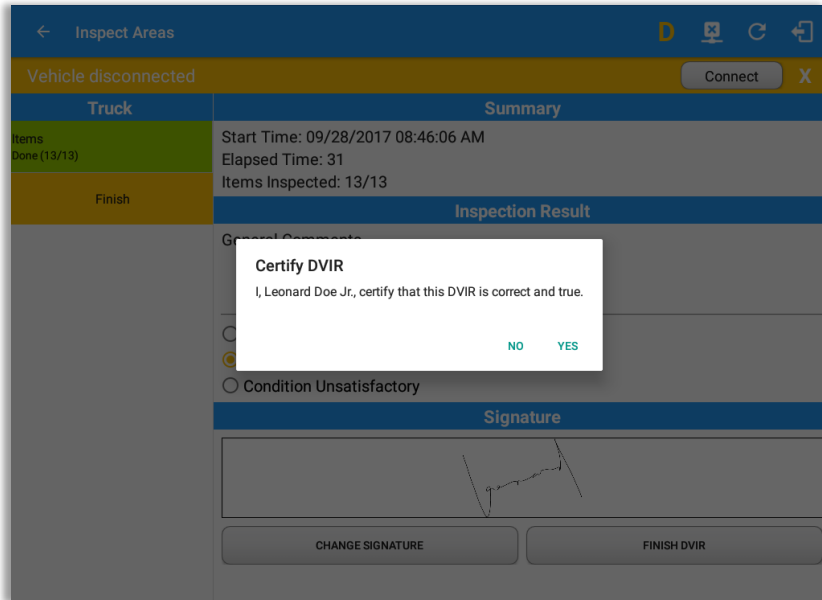 Inspect Areas
D
Vehicle disconnected
Connect
X
Truck
Summary
Items
Done (13/13)
Finish
Start Time: 09/28/2017 08:46:06 AM
Elapsed Time: 31
Items Inspected: 13/13
Inspection Result
General Comments
Certify DVIR
I, Leonard Doe Jr., certify that this DVIR is correct and true.
NO YES
Condition Unsatisfactory
Signature
CHANGE SIGNATURE
FINISH DVIR